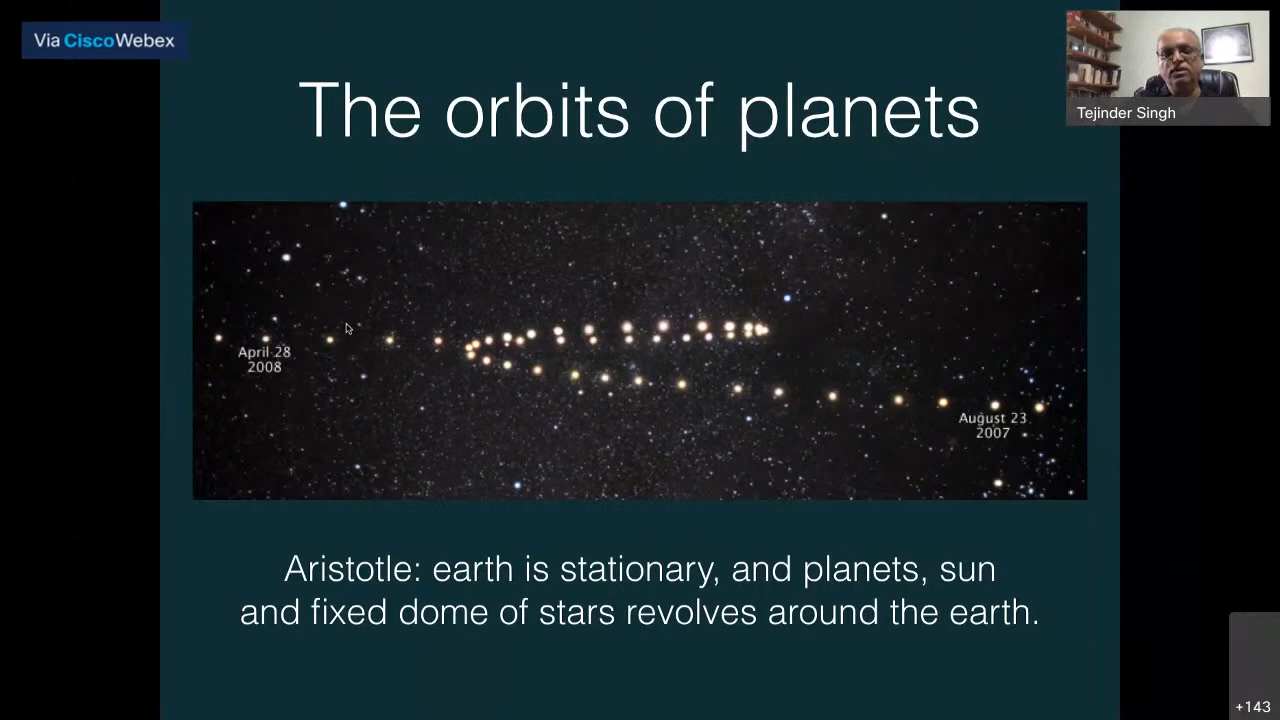 Via CiscoWebex
Tejinder Singh
The orbits of planets
April 28
2008
August 23
2007
Aristotle: earth is stationary, and planets, sun
and fixed dome of stars revolves around the earth.
+143